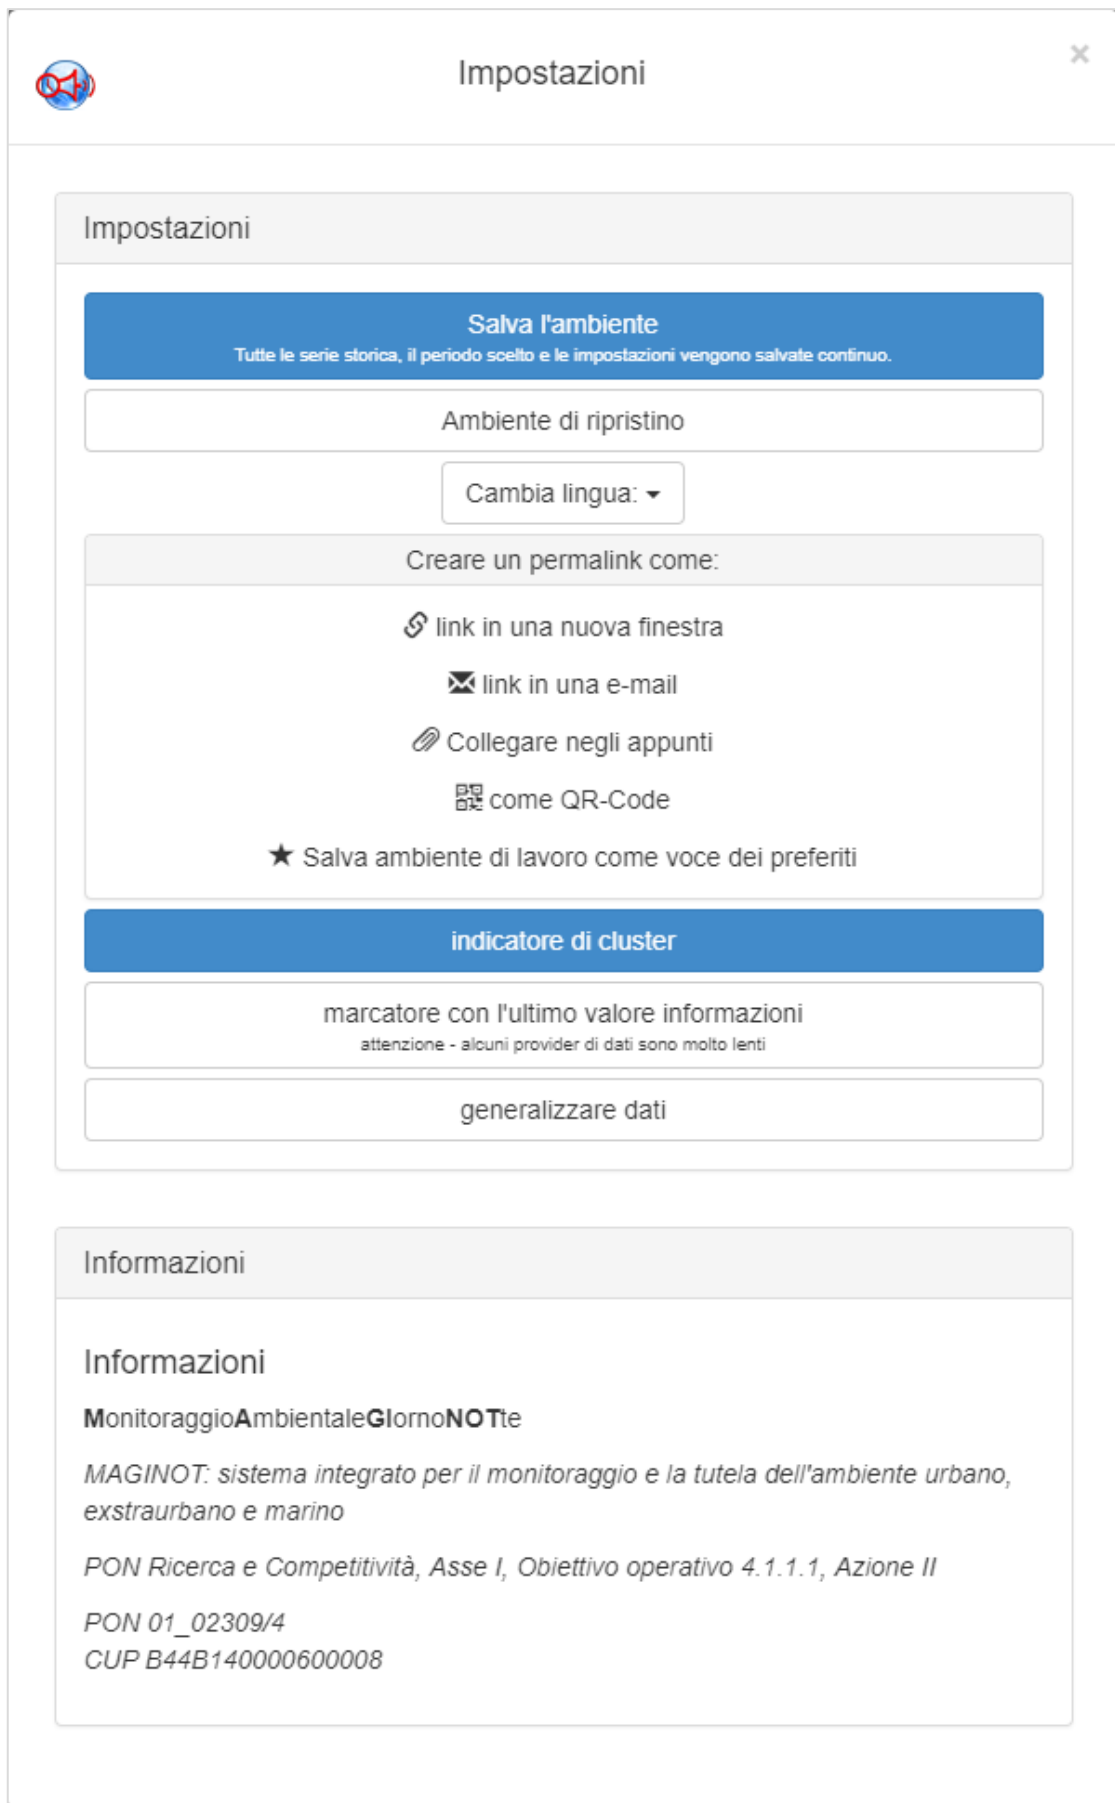 Impostazioni
×
Impostazioni
Salva l'ambiente
Tutte le serie storica, il periodo scelto e le impostazioni vengono salvate continuo.
Ambiente di ripristino
Cambia lingua:
Creare un permalink come:
link in una nuova finestra
link in una e-mail
Collegare negli appunti
come QR-Code
Salva ambiente di lavoro come voce dei preferiti
indicatore di cluster
marcatore con l'ultimo valore informazioni
attenzione - alcuni provider di dati sono molto lenti
generalizzare dati
Informazioni
Informazioni
MonitoraggioAmbientaleGIornoNOTte
MAGINOT: sistema integrato per il monitoraggio e la tutela dell'ambiente urbano,
exstraurbano e marino
PON Ricerca e Competitività, Asse I, Obiettivo operativo 4.1.1.1, Azione II
PON 01_02309/4
CUP B44B140000600008